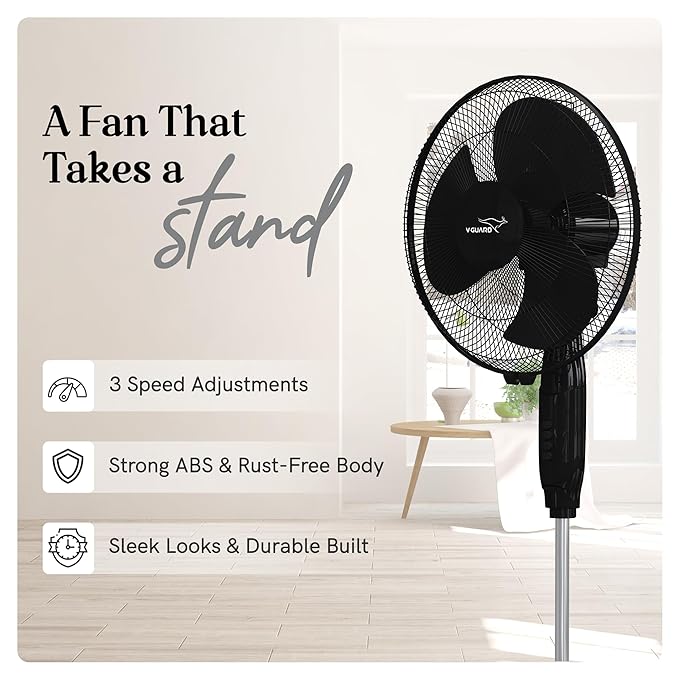 A Fan That
Takes a
stand
V-GUARD
3 Speed Adjustments
Strong ABS & Rust-Free Body
Sleek Looks & Durable Built